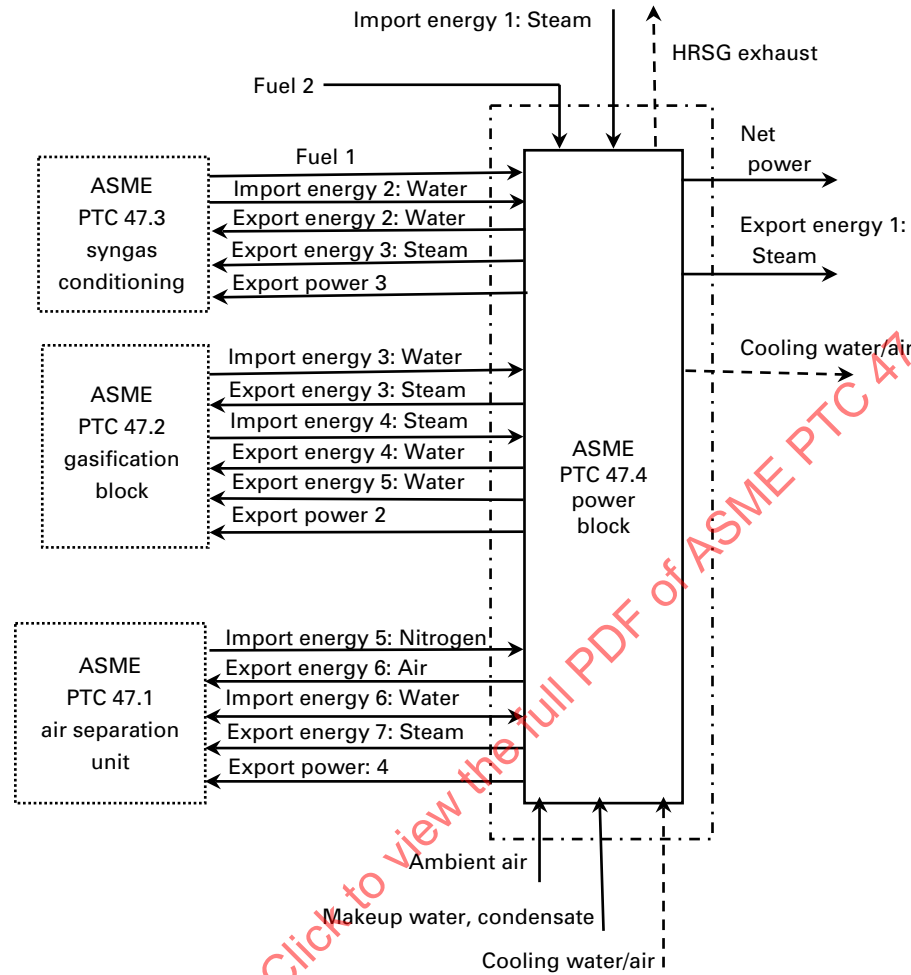 Import energy 1: Steam
HRSG exhaust
Fuel 2
Net
power
Fuel 1
ASME
PTC 47.3
syngas
conditioning
Import energy 2: Water
Export energy 2: Water
Export energy 3: Steam
Export power 3
Export energy 1:
Steam
Cooling water/air
ASME
PTC 47.2
gasification
block
Import energy 3: Water
Export energy 3: Steam
Import energy 4: Steam
Export energy 4: Water
Export energy 5: Water
Export power 2
ASME
PTC 47.4
power
block
ASME
PTC 47.1
air separation
unit
Import energy 5: Nitrogen
Export energy 6: Air
Import energy 6: Water
Export energy 7: Steam
Export power: 4
Ambient air
Makeup water, condensate
Cooling water/air
Click to view the full PDF of ASME PTC 47